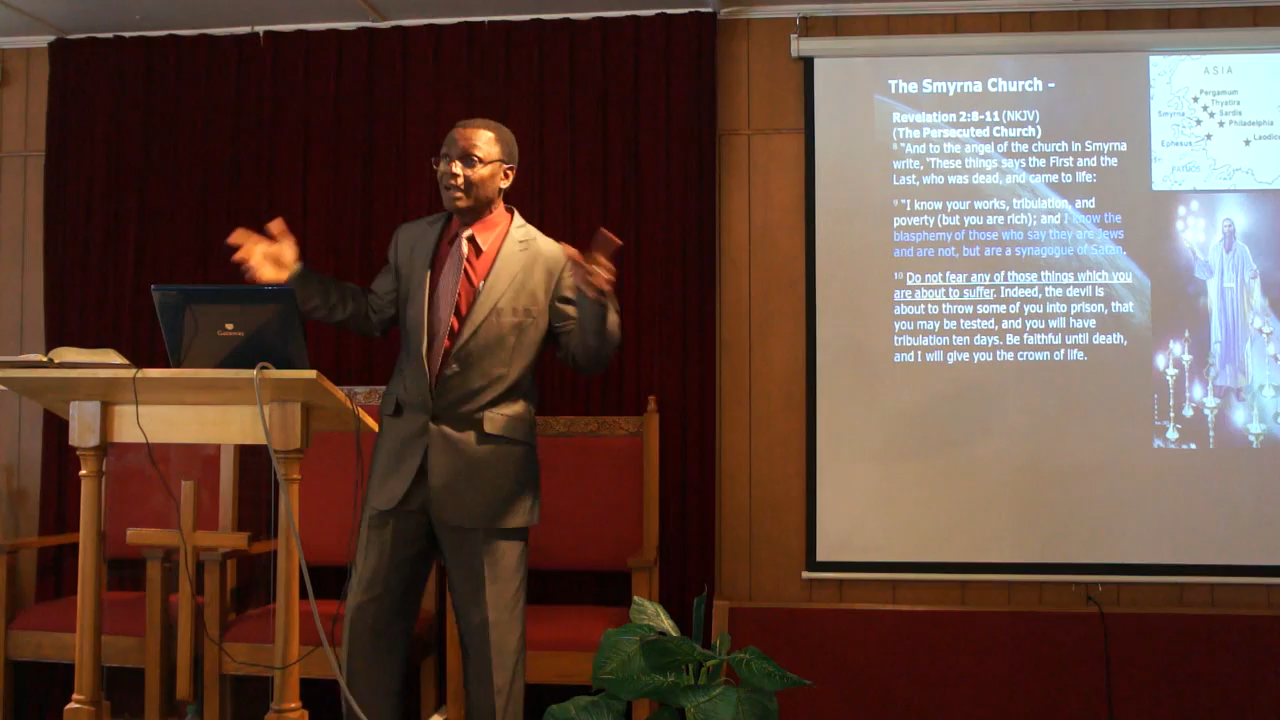 The Smyrna Church -
Revelation 2:8-11 (NKJV)
(The Persecuted Church)
8 "And to the angel of the church in Smyrna
write, 'These things says the First and the
Last, who was dead, and came to life:
9 "I know your works, tribulation, and
poverty (but you are rich); and I know the
blasphemy of those who say they are Jews
and are not, but are a synagogue of Satan.
10 Do not fear any of those things which you
are about to suffer. Indeed, the devil is
about to throw some of you into prison, that
you may be tested, and you will have
tribulation ten days. Be faithful until death,
and I will give you the crown of life.
ASIA
Pergamum
Thyatira
Smyrna
Sardis
Philadelphia
Ephesus
Laodice
PATMOS
Gateway